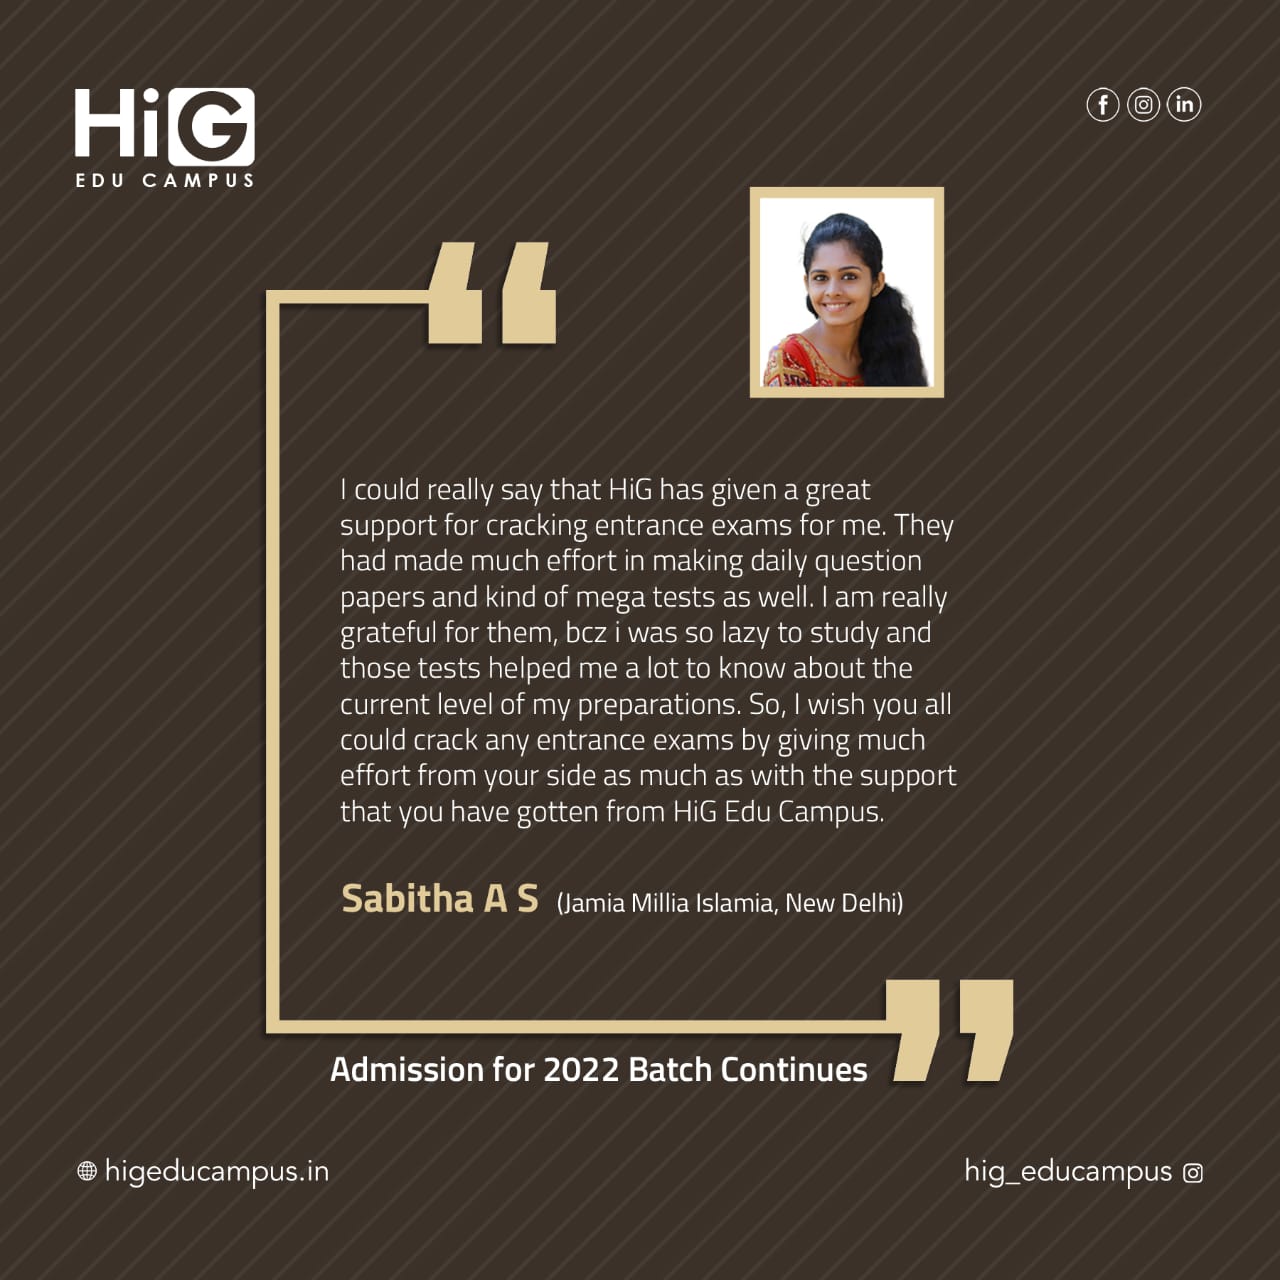 HiG
EDU CAMPUS
I could really say that HiG has given a great
support for cracking entrance exams for me. They
had made much effort in making daily question
papers and kind of mega tests as well. I am really
grateful for them, bcz i was so lazy to study and
those tests helped me a lot to know about the
current level of my preparations. So, I wish you all
could crack any entrance exams by giving much
effort from your side as much as with the support
that you have gotten from HiG Edu Campus.
Sabitha A S (Jamia Millia Islamia, New Delhi)
Admission for 2022 Batch Continues
higeducampus.in
hig_educampus